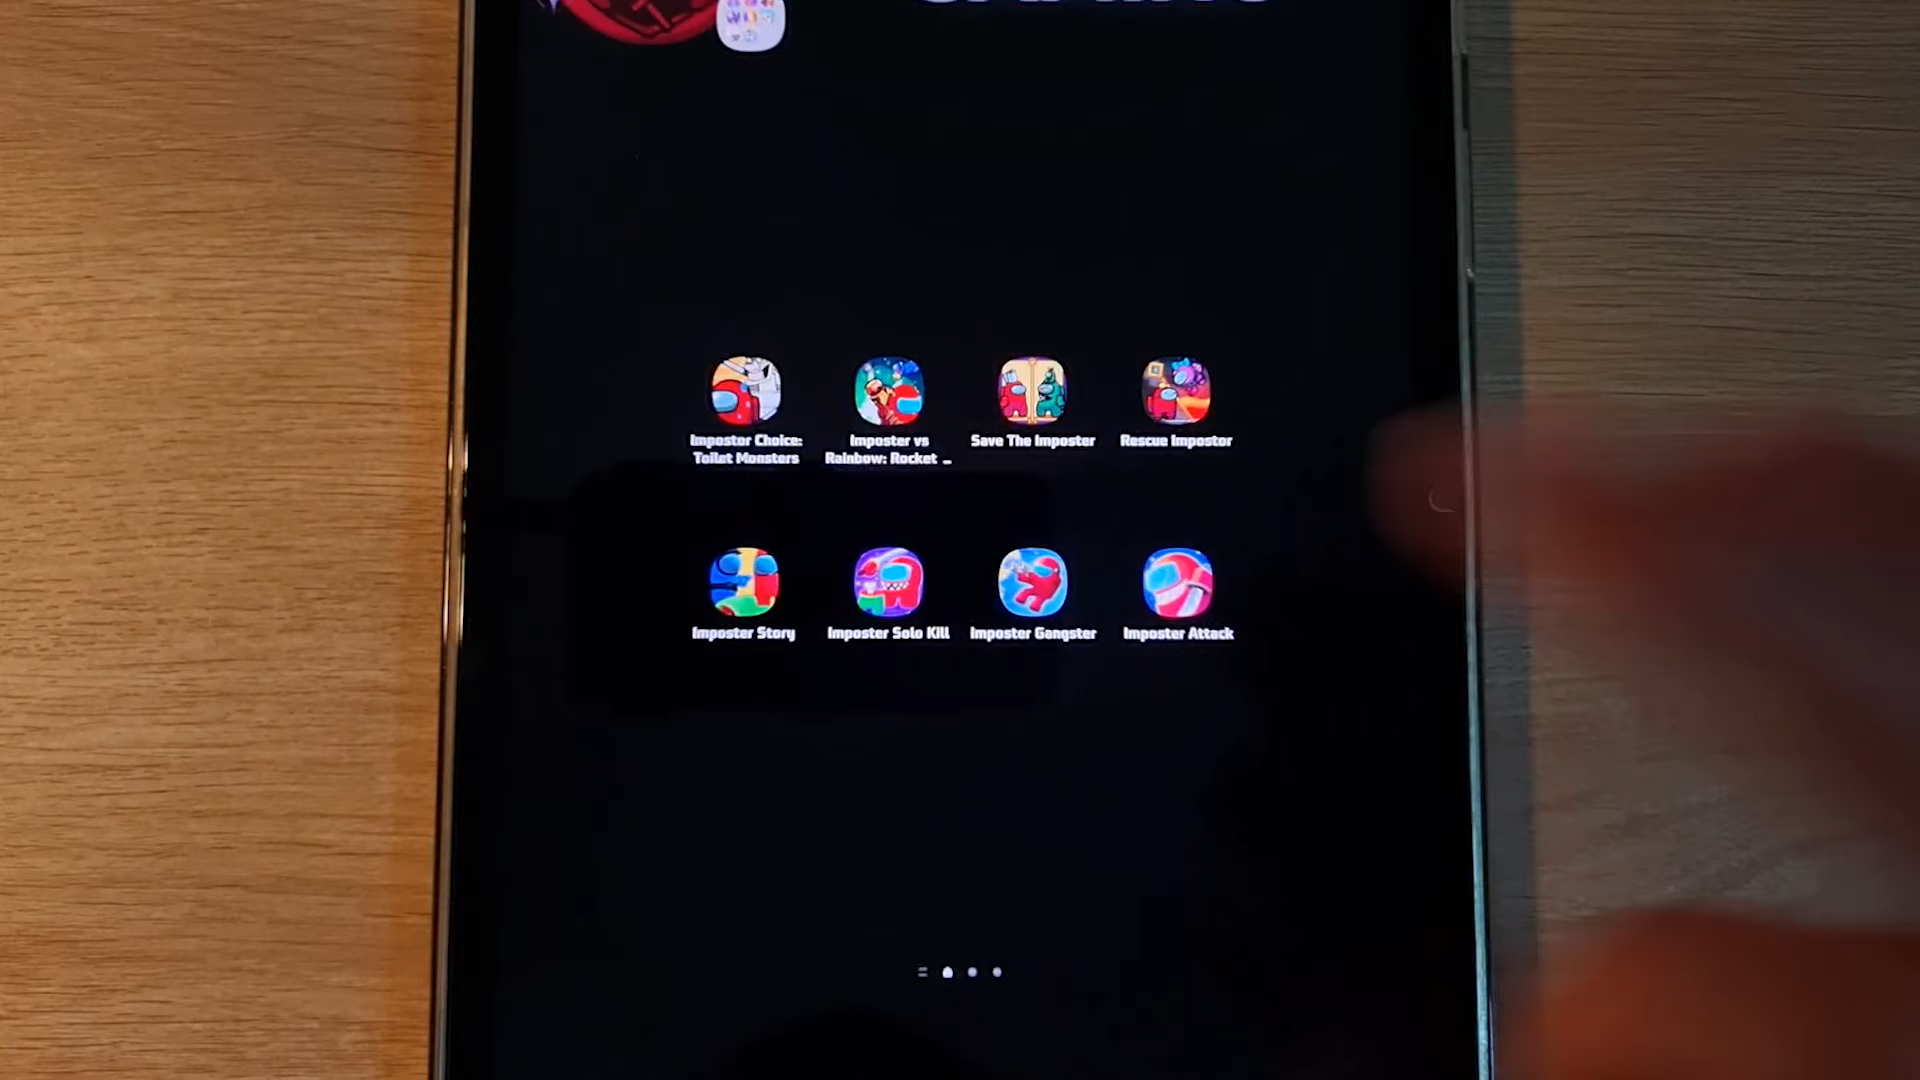 Impostor Choice:
Toilet Monsters
Imposter vs
Rainbow: Rocket ...
Save The Imposter
Rescue Impostor
Imposter Story
Imposter Solo Kill
Imposter Gangster
Imposter Attack